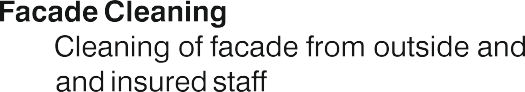 Facade Cleaning
Cleaning of facade from outside and
and insured staff